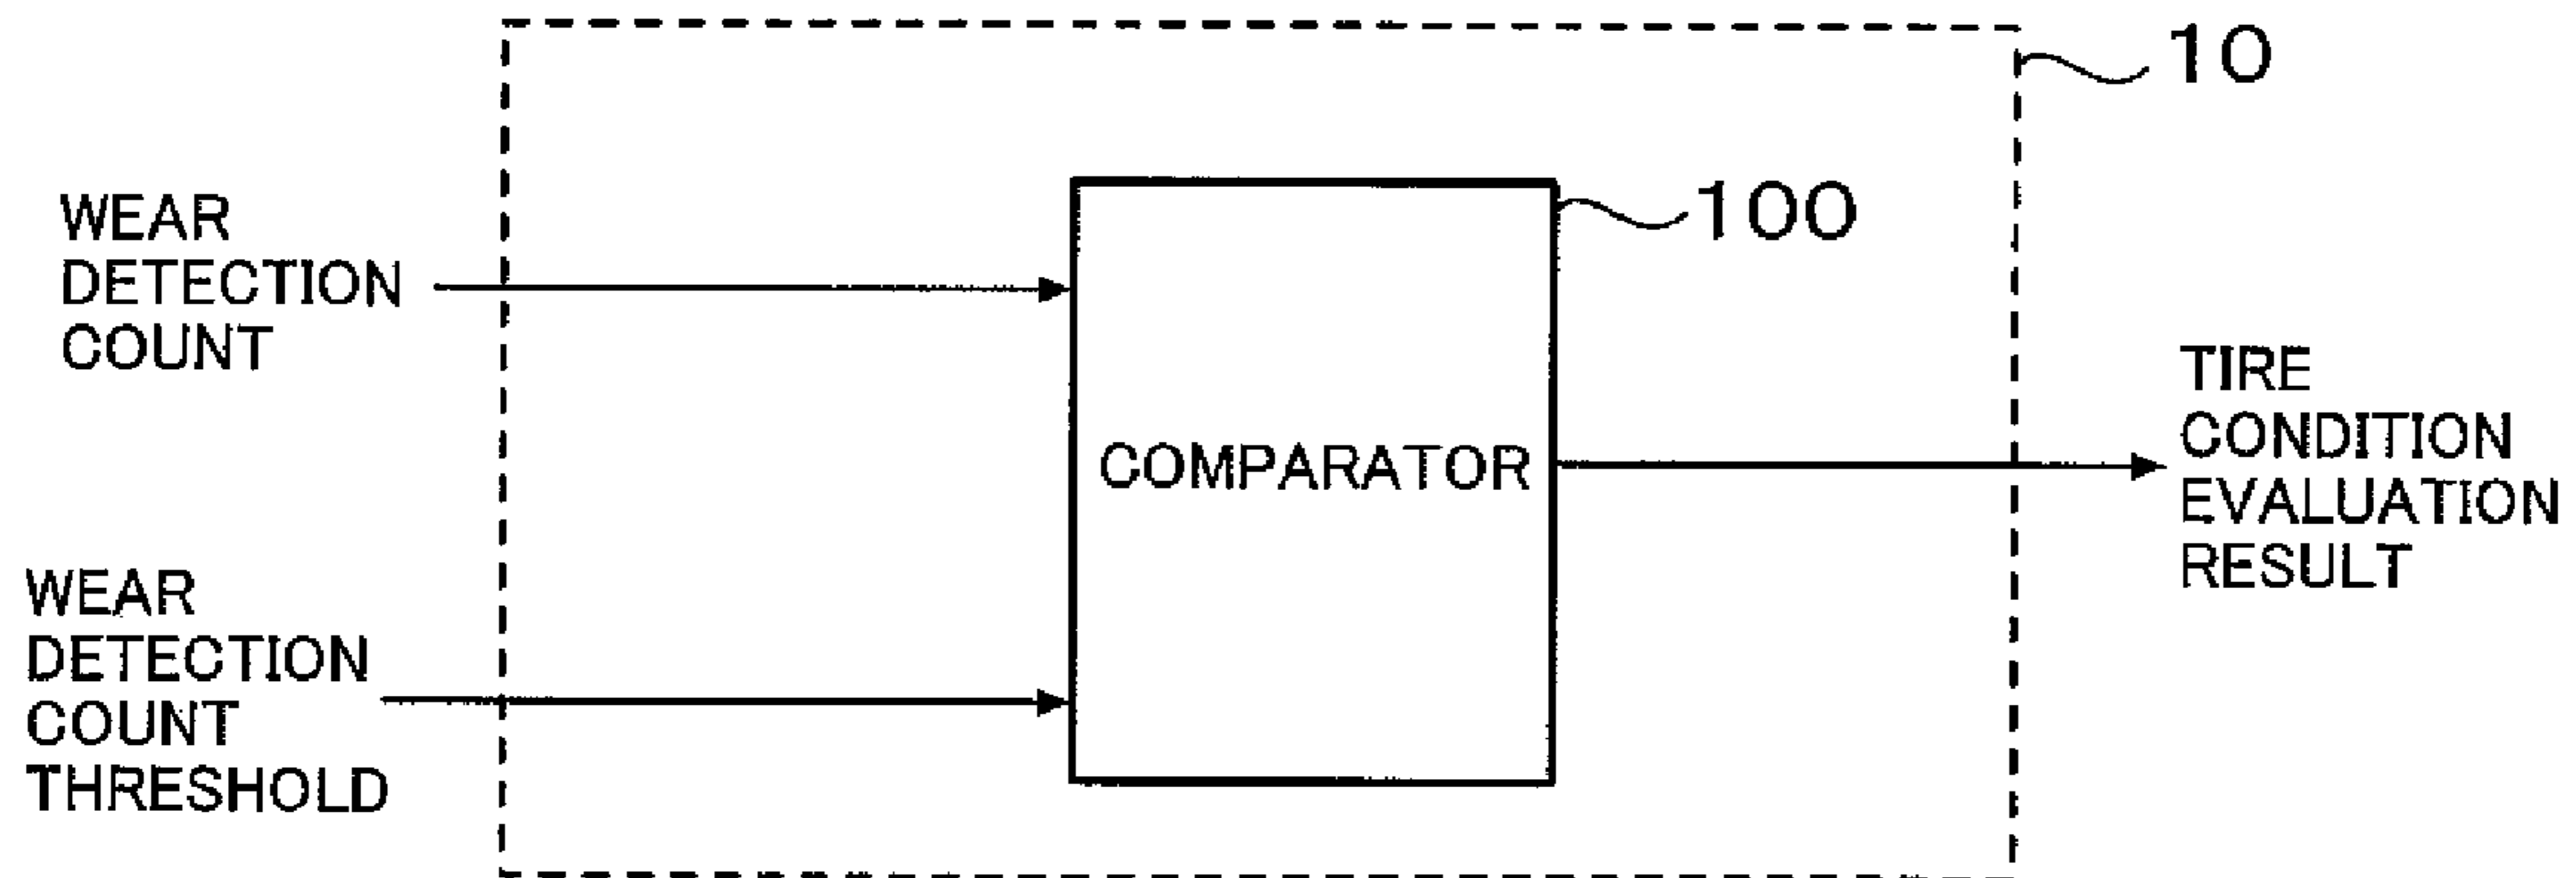 10
100
WEAR
DETECTION
COUNT
COMPARATOR
TIRE
CONDITION
EVALUATION
RESULT
WEAR
DETECTION
COUNT
THRESHOLD